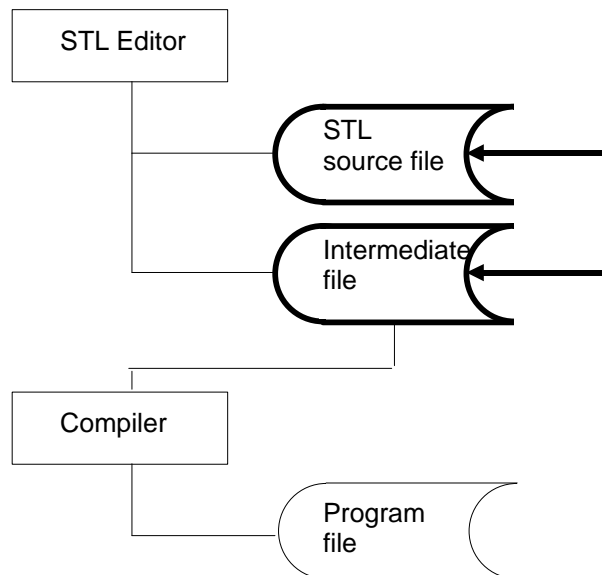 STL Editor
STL
source file
Intermediate
file
Compiler
Program
file